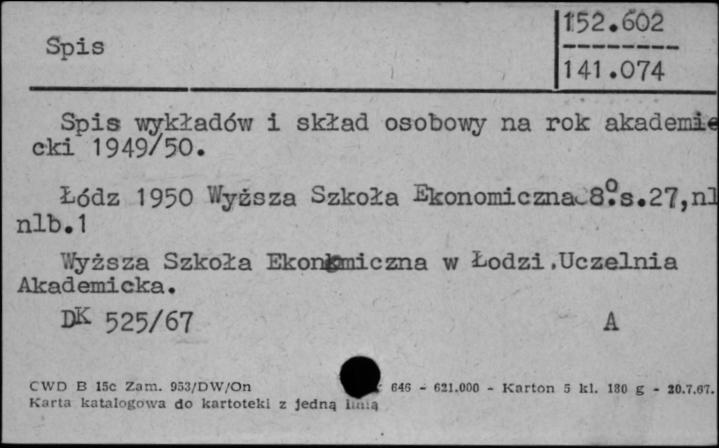 152.602
Spis
141.074
Spis wykładów i skład osobowy na rok akademie
cki 1949/50.
Łódz 1950 Wyższa Szkoła Ekonomiczna 8°.s.27,nl
nlb.1
Wyższa Szkoła Ekonomiczna w Łodzi.Uczelnia
Akademicka.
DK 525/67 A
CWD B 15c Zam. 953/DW/On 646 - 621.000 - Karton 5 kl. 180 g - 20.7.67.
Karta katalogowa do kartoteki z jedną linią